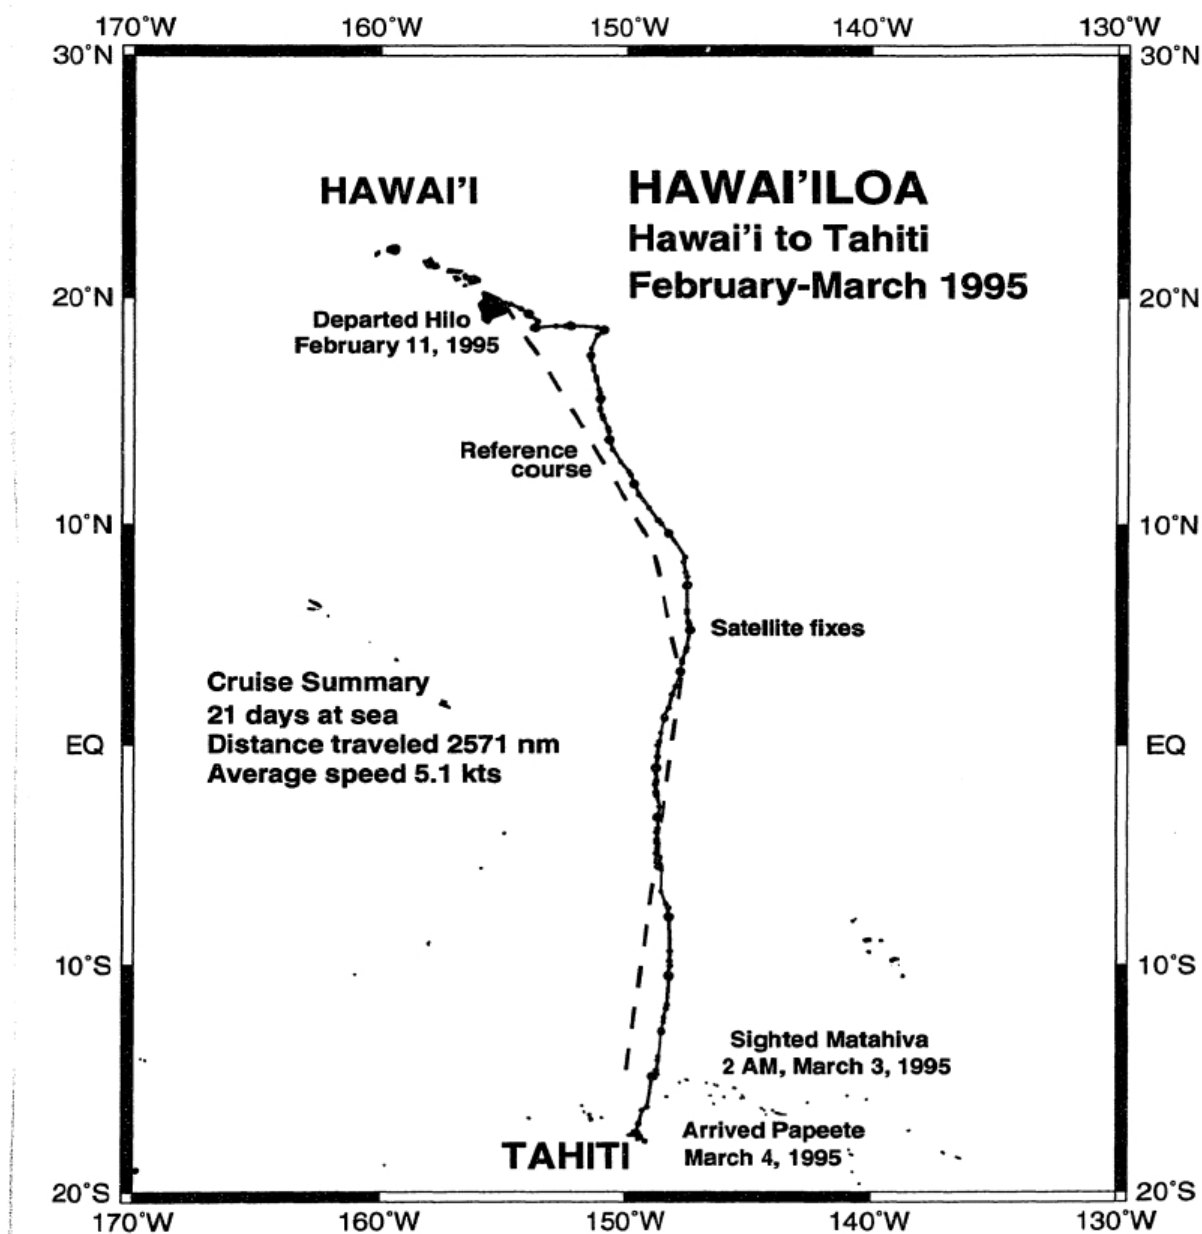 170˚W 160˚W 150˚W 140˚W 130˚W
30˚N 30˚N
HAWAI'I
HAWAI'ILOA
Hawai'i to Tahiti
February-March 1995
20˚N 20˚N
Departed Hilo
February 11, 1995
Reference
course
10˚N 10˚N
Satellite fixes
Cruise Summary
21 days at sea
Distance traveled 2571 nm
Average speed 5.1 kts
EQ EQ
10˚S 10˚S
Sighted Matahiva
2 AM, March 3, 1995
Arrived Papeete
March 4, 1995
TAHITI
20˚S 20˚S
170˚W 160˚W 150˚W 140˚W 130˚W